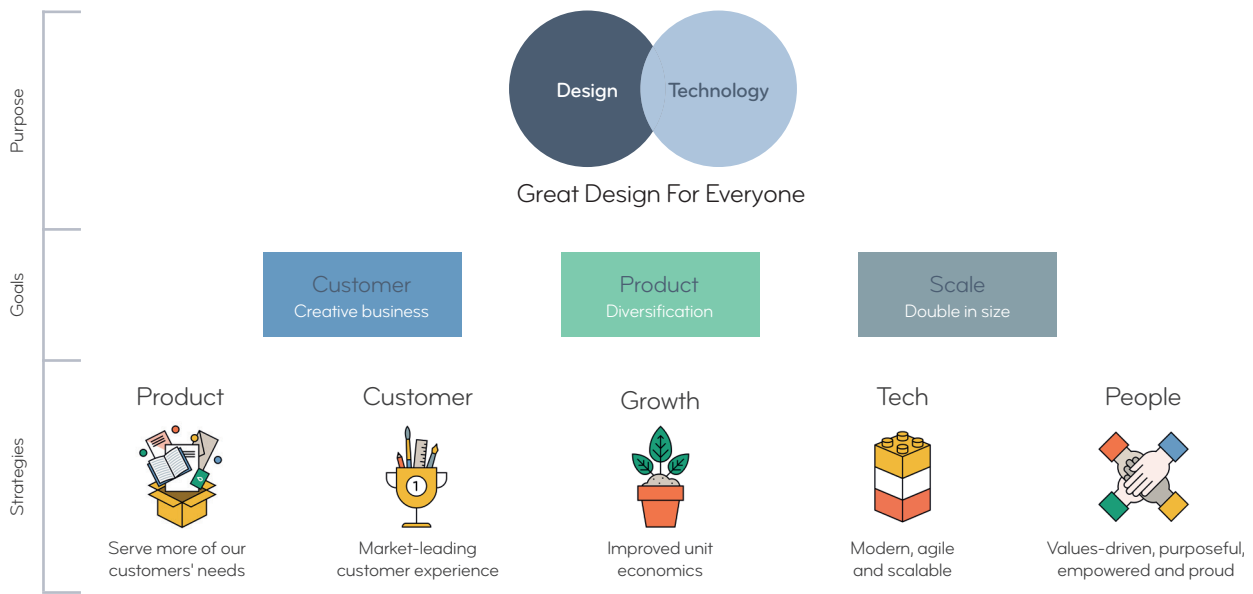 Purpose
Design
Technology
Great Design For Everyone
Goals
Customer
Creative business
Product
Diversification
Scale
Double in size
Strategies
Product
Serve more of our
customers' needs
Customer
1
Market-leading
customer experience
Growth
Improved unit
economics
Tech
Modern, agile
and scalable
People
Values-driven, purposeful,
empowered and proud